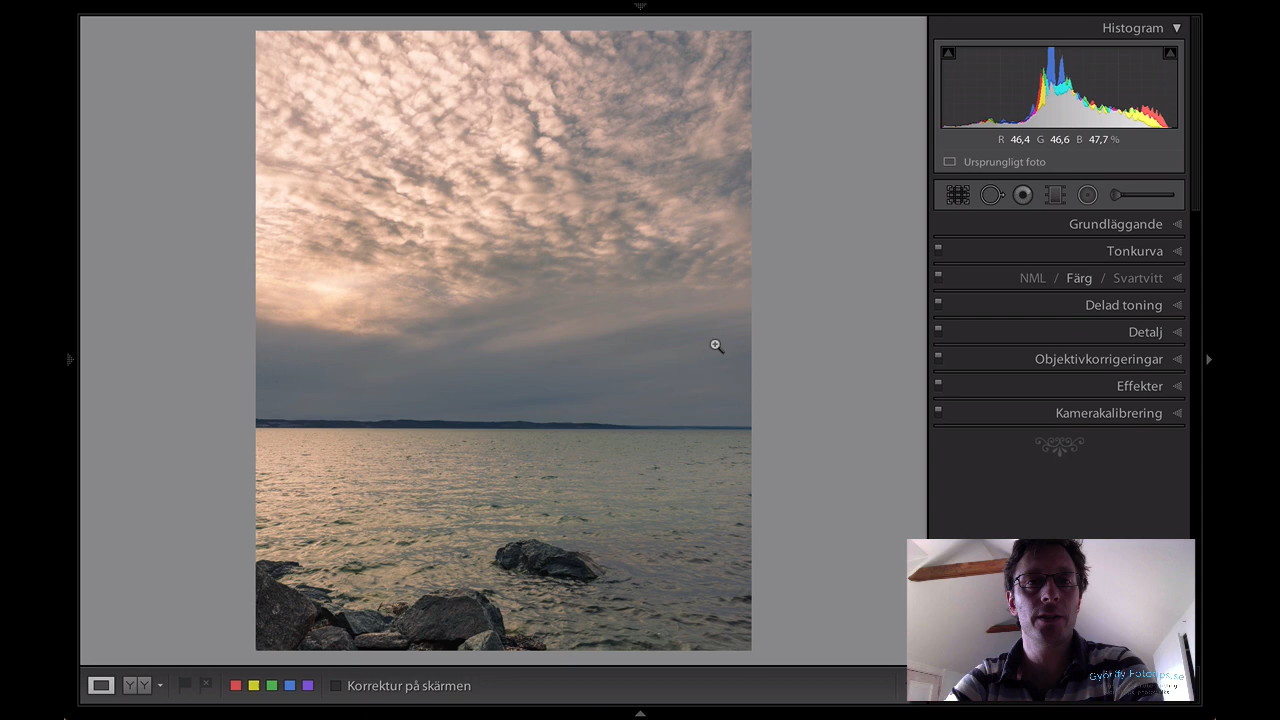 Histogram
R 46,4 G 46,6 B 47,7 %
Ursprungligt foto
Grundläggande
Tonkurva
NML / Färg / Svartvitt
Delad toning
Detalj
Objektivkorrigeringar
Effekter
Kamerakalibrering
YY
Korrektur på skärmen